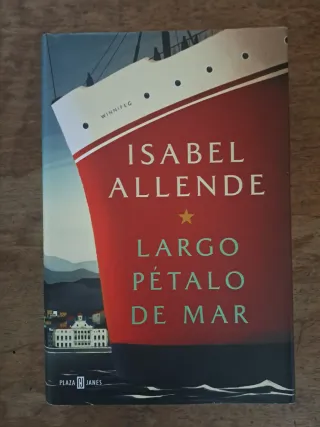 WINNIPEG
ISABEL
ALLENDE
LARGO
PÉTALO
DE MAR
PLAZA JANES